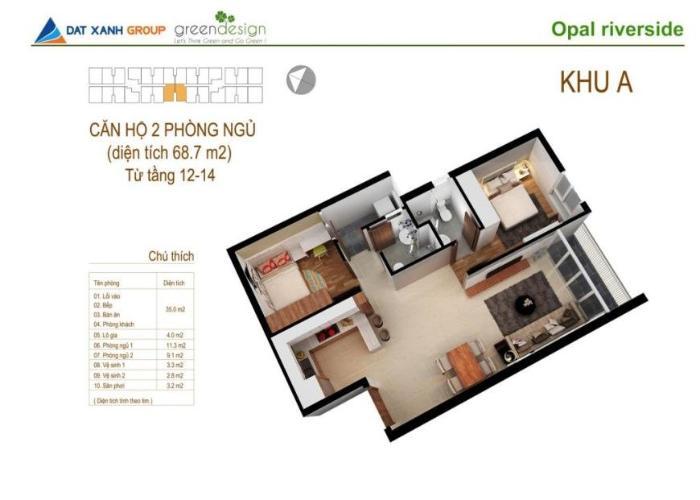 DAT XANH GROUP
greendesign
Let's Think Green and Go Green !
Opal riverside
KHU A
CĂN HỘ 2 PHÒNG NGỦ
(diện tích 68.7 m2)
Từ tầng 12-14
Chú thích
Tên phòng Diện tích
01. Lối vào
02. Bếp
03. Bàn ăn
04. Phòng khách
35.0 m2
05. Lô gia 4.0 m2
06. Phòng ngủ 1 11.3 m2
07. Phòng ngủ 2 9.1 m2
08. Vệ sinh 1 3.3 m2
09. Vệ sinh 2 2.8 m2
10. Sân phơi 3.2 m2
( Diện tích tính theo tim )